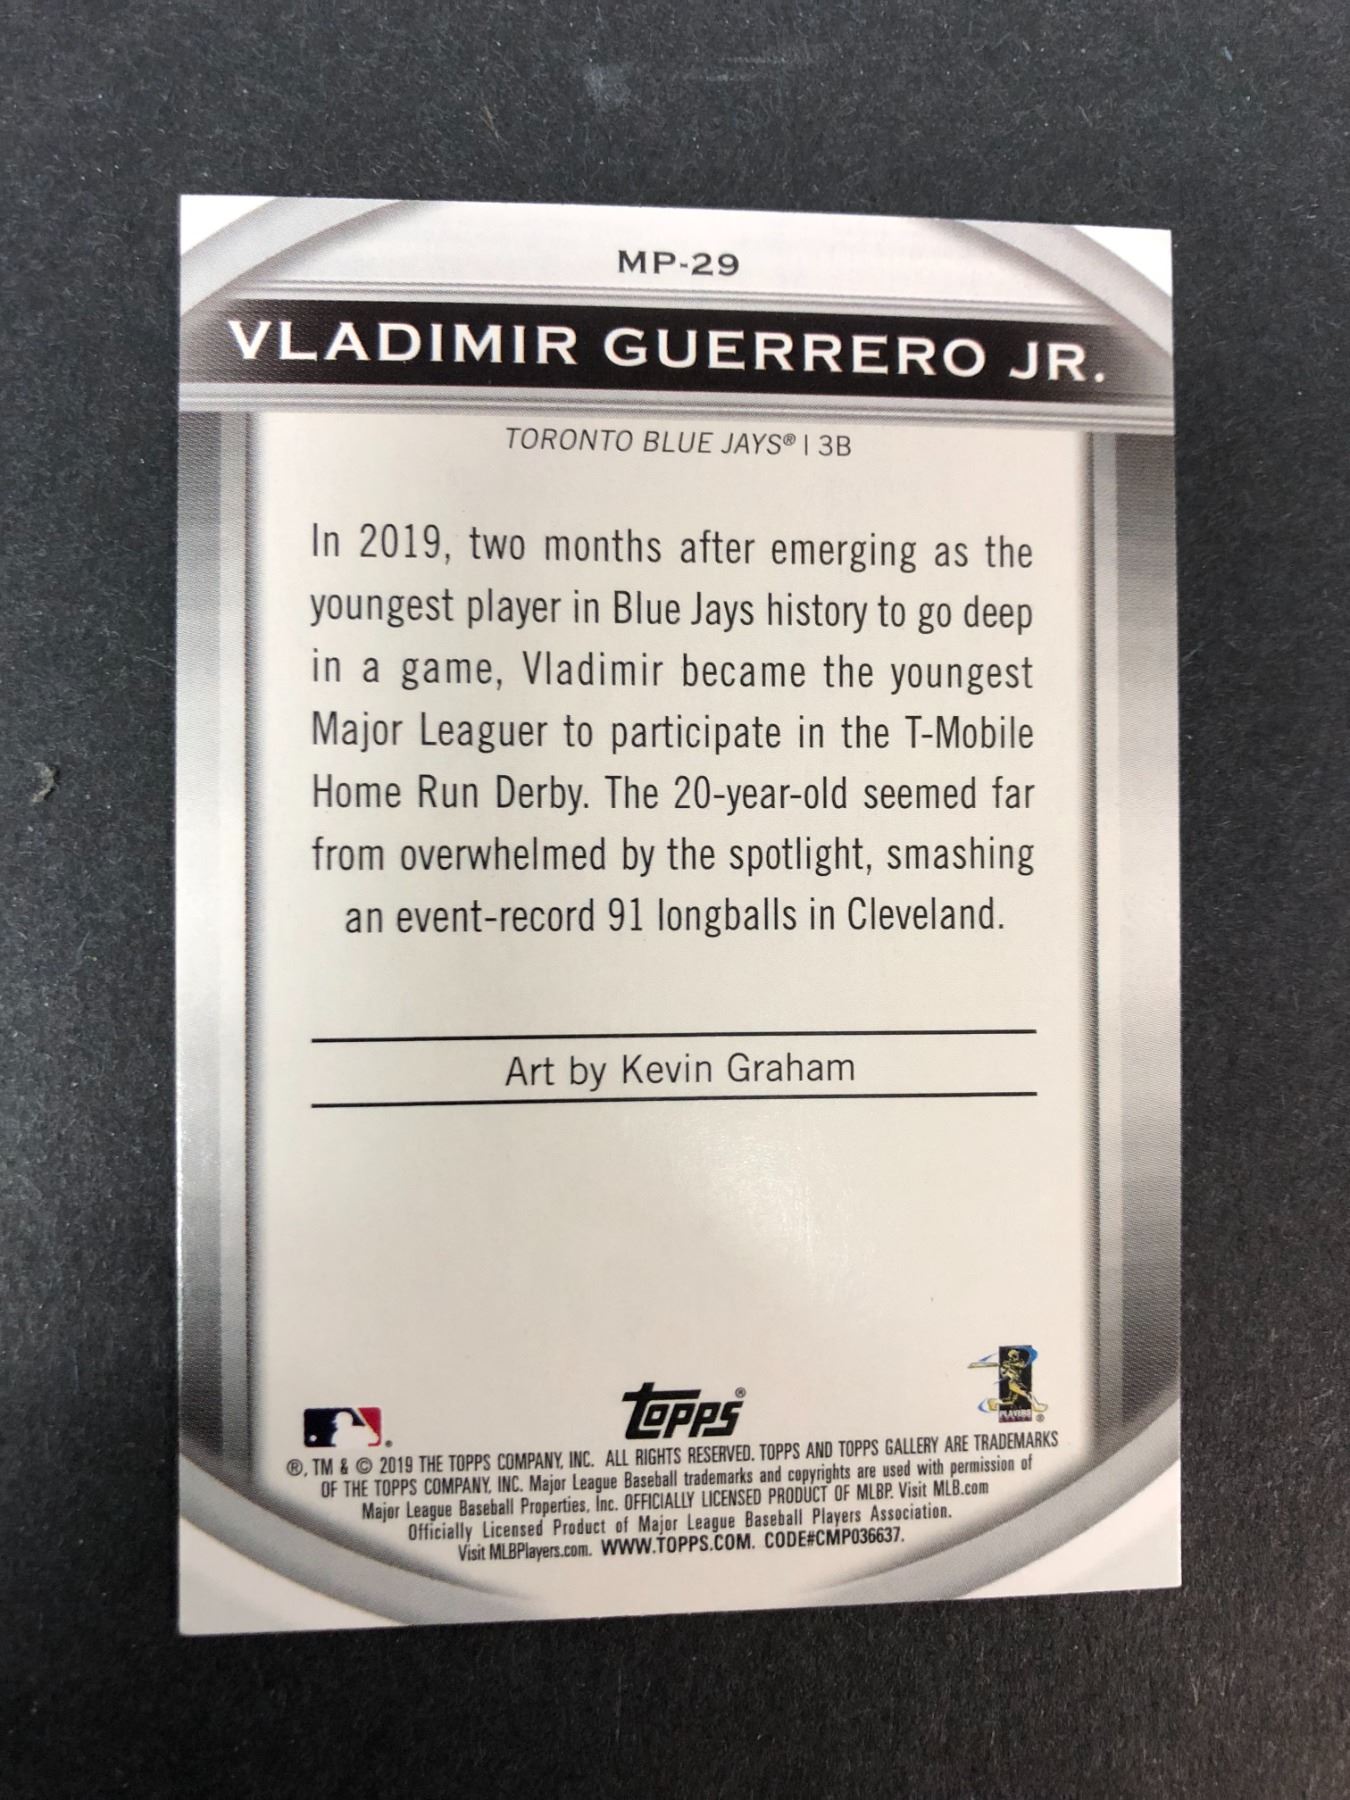 MP-29
VLADIMIR GUERRERO JR.
TORONTO BLUE JAYS® | 3B
In 2019, two months after emerging as the
youngest player in Blue Jays history to go deep
in a game, Vladimir became the youngest
Major Leaguer to participate in the T-Mobile
Home Run Derby. The 20-year-old seemed far
from overwhelmed by the spotlight, smashing
an event-record 91 longballs in Cleveland.
Art by Kevin Graham
PLAYERS ®
Topps®
®, TM & © 2019 THE TOPPS COMPANY, INC. ALL RIGHTS RESERVED. TOPPS AND TOPPS GALLERY ARE TRADEMARKS
OF THE TOPPS COMPANY, INC. Major League Baseball trademarks and copyrights are used with permission of
Major League Baseball Properties, Inc. OFFICIALLY LICENSED PRODUCT OF MLBP. Visit MLB.com
Officially Licensed Product of Major League Baseball Players Association.
Visit MLBPlayers.com. WWW.TOPPS.COM. CODE#CMP036637.